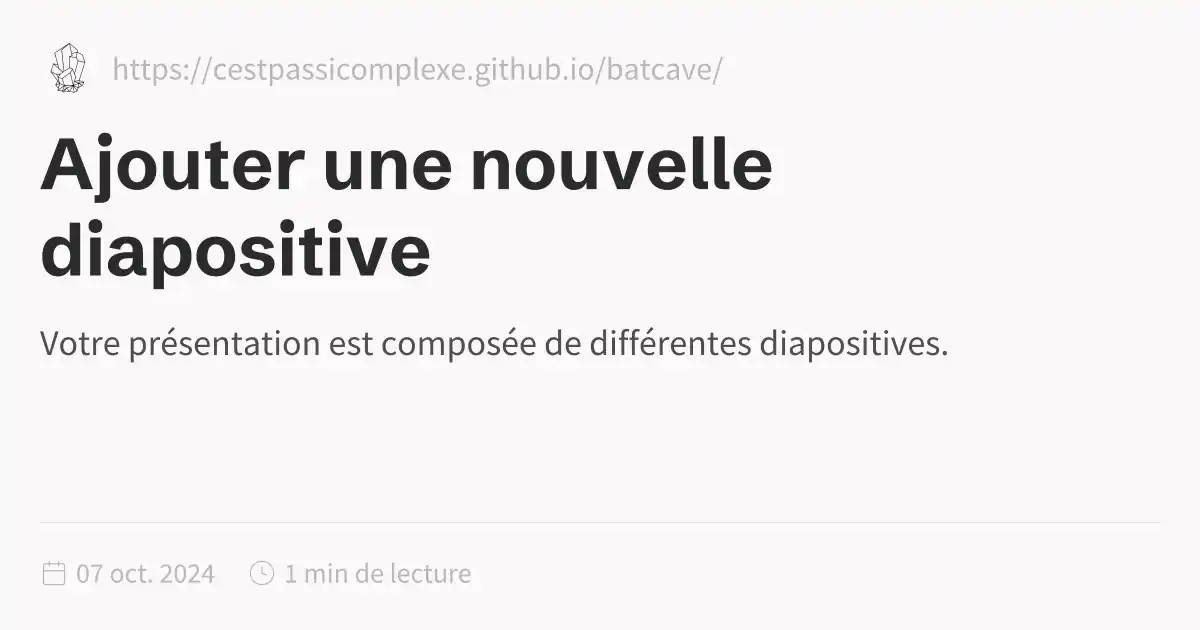 https://cestpassicomplexe.github.io/batcave/
Ajouter une nouvelle
diapositive
Votre présentation est composée de différentes diapositives.
07 oct. 2024 1 min de lecture